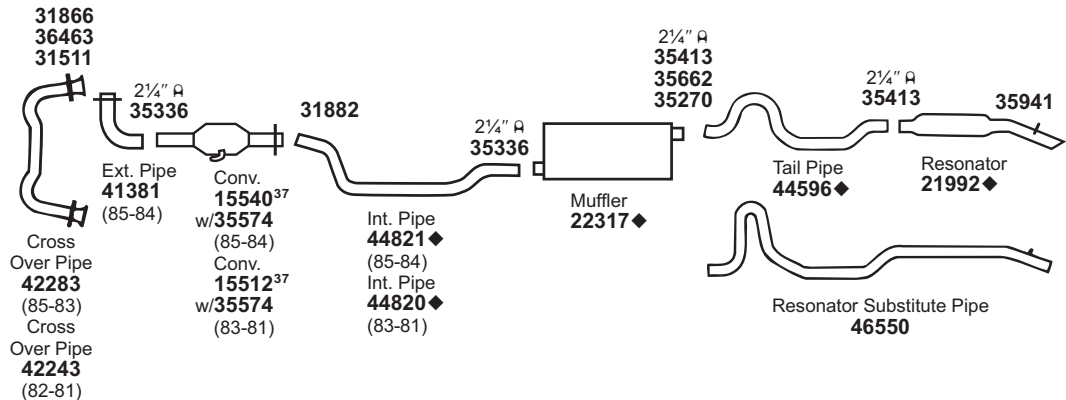 31866
36463
31511
2¼″
35336
31882
2¼″
35336
2¼″
35413
35662
35270
2¼″
35413
35941
Ext. Pipe
41381
(85-84)
Conv.
15540³⁷
w/35574
(85-84)
Conv.
15512³⁷
w/35574
(83-81)
Int. Pipe
44821◆
(85-84)
Int. Pipe
44820◆
(83-81)
Muffler
22317◆
Tail Pipe
44596◆
Resonator
21992◆
Cross
Over Pipe
42283
(85-83)
Cross
Over Pipe
42243
(82-81)
Resonator Substitute Pipe
46550